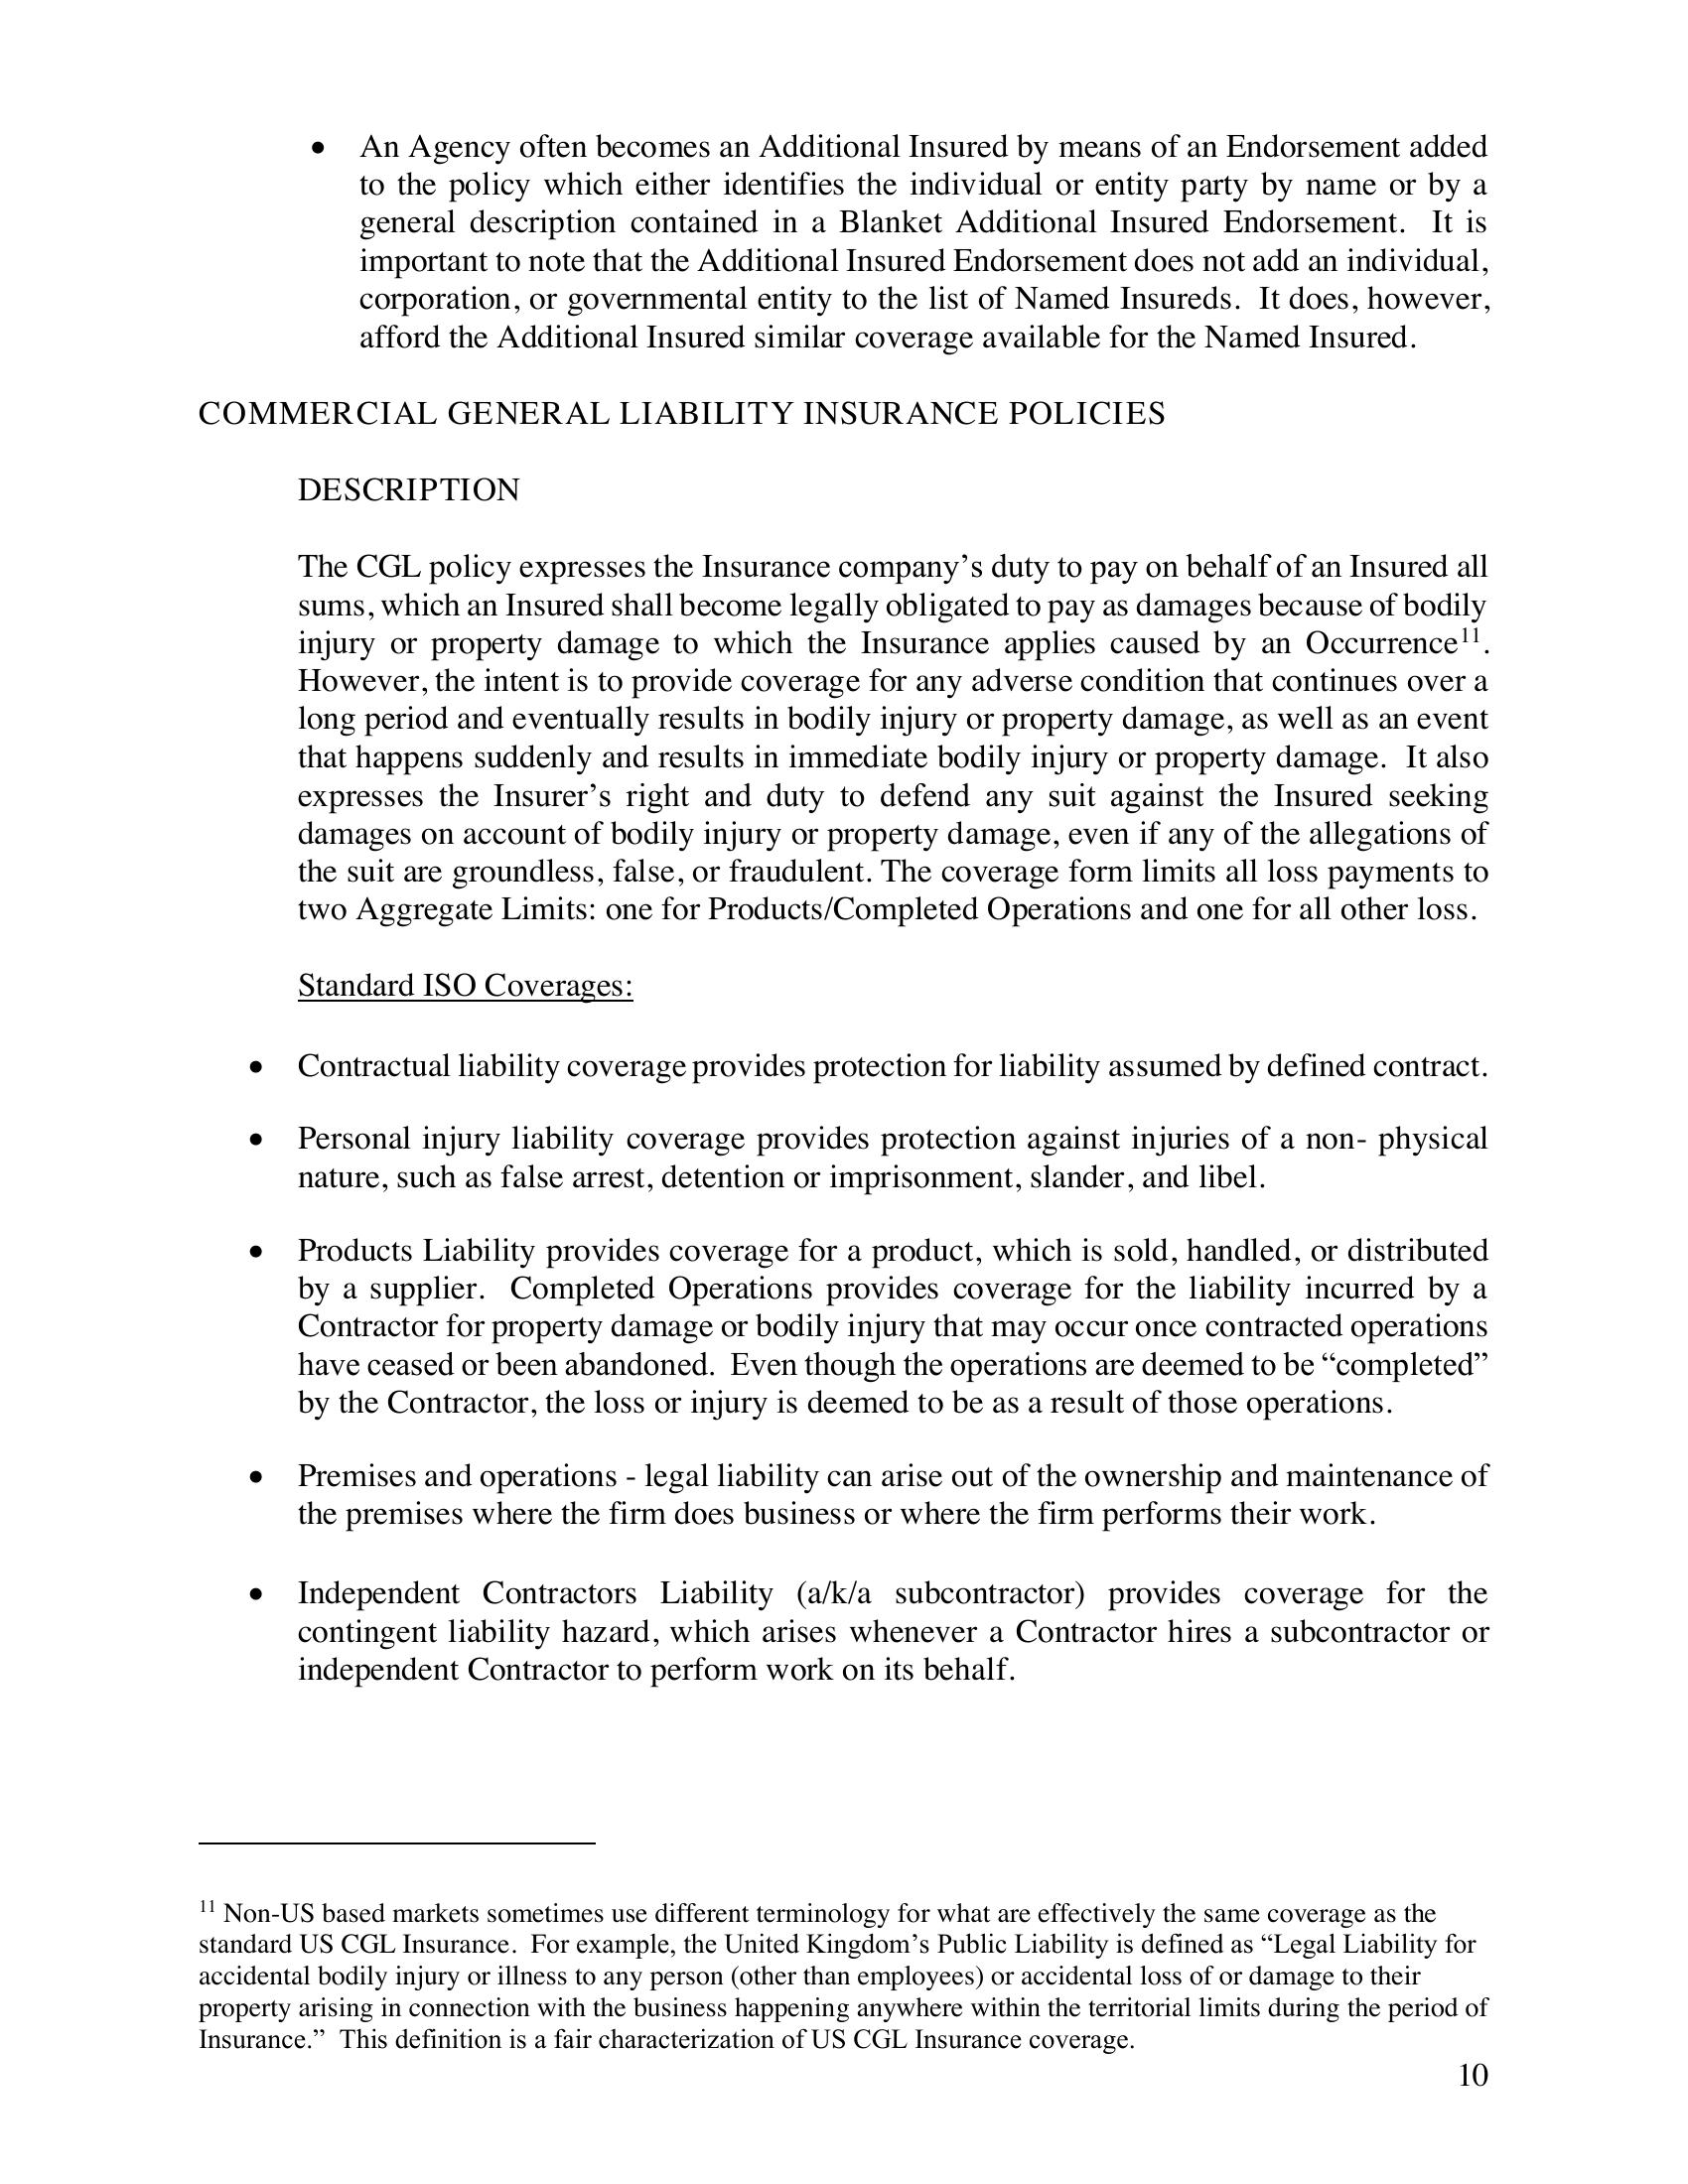 • An Agency often becomes an Additional Insured by means of an Endorsement added
to the policy which either identifies the individual or entity party by name or by a
general description contained in a Blanket Additional Insured Endorsement.  It is
important to note that the Additional Insured Endorsement does not add an individual,
corporation, or governmental entity to the list of Named Insureds.  It does, however,
afford the Additional Insured similar coverage available for the Named Insured.
COMMERCIAL GENERAL LIABILITY INSURANCE POLICIES
DESCRIPTION
The CGL policy expresses the Insurance company’s duty to pay on behalf of an Insured all
sums, which an Insured shall become legally obligated to pay as damages because of bodily
injury or property damage to which the Insurance applies caused by an Occurrence¹¹.
However, the intent is to provide coverage for any adverse condition that continues over a
long period and eventually results in bodily injury or property damage, as well as an event
that happens suddenly and results in immediate bodily injury or property damage.  It also
expresses the Insurer’s right and duty to defend any suit against the Insured seeking
damages on account of bodily injury or property damage, even if any of the allegations of
the suit are groundless, false, or fraudulent. The coverage form limits all loss payments to
two Aggregate Limits: one for Products/Completed Operations and one for all other loss.
Standard ISO Coverages:
• Contractual liability coverage provides protection for liability assumed by defined contract.
• Personal injury liability coverage provides protection against injuries of a non- physical
nature, such as false arrest, detention or imprisonment, slander, and libel.
• Products Liability provides coverage for a product, which is sold, handled, or distributed
by a supplier.  Completed Operations provides coverage for the liability incurred by a
Contractor for property damage or bodily injury that may occur once contracted operations
have ceased or been abandoned.  Even though the operations are deemed to be “completed”
by the Contractor, the loss or injury is deemed to be as a result of those operations.
• Premises and operations - legal liability can arise out of the ownership and maintenance of
the premises where the firm does business or where the firm performs their work.
• Independent Contractors Liability (a/k/a subcontractor) provides coverage for the
contingent liability hazard, which arises whenever a Contractor hires a subcontractor or
independent Contractor to perform work on its behalf.
¹¹ Non-US based markets sometimes use different terminology for what are effectively the same coverage as the
standard US CGL Insurance.  For example, the United Kingdom’s Public Liability is defined as “Legal Liability for
accidental bodily injury or illness to any person (other than employees) or accidental loss of or damage to their
property arising in connection with the business happening anywhere within the territorial limits during the period of
Insurance.”  This definition is a fair characterization of US CGL Insurance coverage.
10